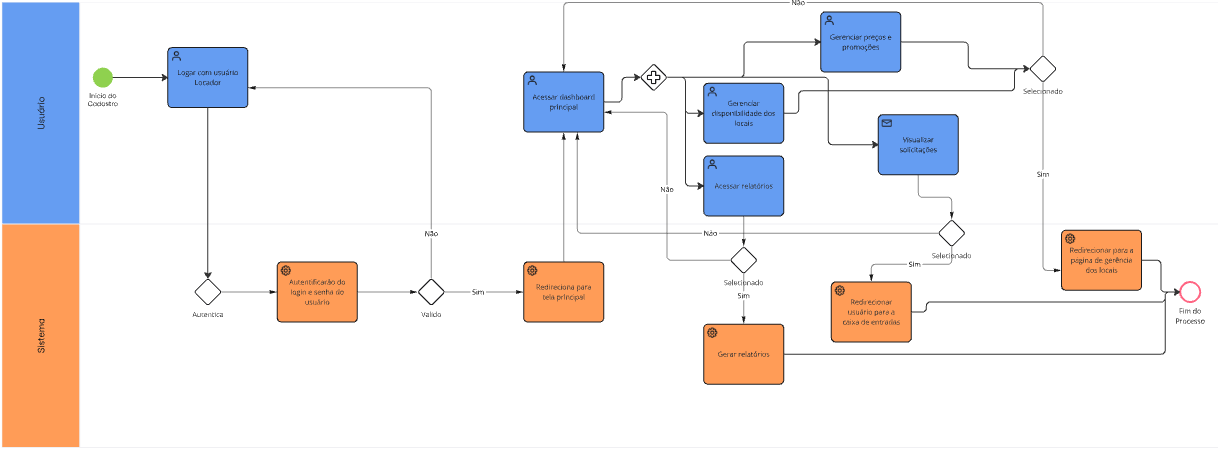 Não
Gerenciar preços e
promoções
Logar com usuário
Locador
Início do
Cadastro
Acessar dashboard
principal
Gerenciar
disponibilidade dos
locais
Selecionado
Usuário
Visualizar
solicitações
Sim
Não
Acessar relatórios
Não
Não
Selecionado
Redirecionar para a
pagina de gerência
dos locais
Sim
Autentificarão do
login e senha do
usuário
Redireciona para
tela principal
Sim
Selecionado
Sim
Autentica
Valido
Redirecionar
usuário para a
caixa de entradas
Fim do
Processo
Sistema
Gerar relatórios